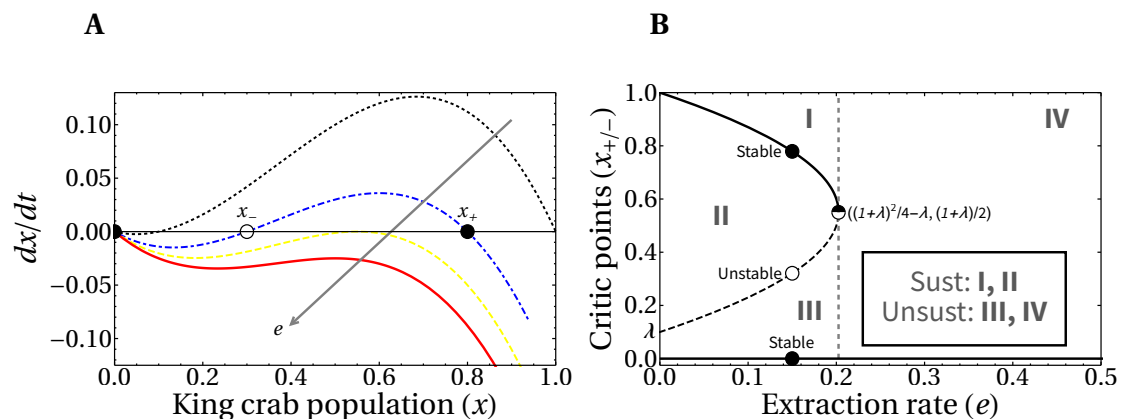 A
0.10
0.05
0.00
−0.05
−0.10
dx/dt
x−
x+
e
0.0
0.2
0.4
0.6
0.8
1.0
King crab population (x)
B
1.0
0.8
0.6
0.4
0.2
λ
0.0
Critic points (x+/−)
I
IV
Stable
II
((1+λ)²/4−λ, (1+λ)/2)
Unstable
Sust: I, II
Unsust: III, IV
III
Stable
0.0
0.1
0.2
0.3
0.4
0.5
Extraction rate (e)